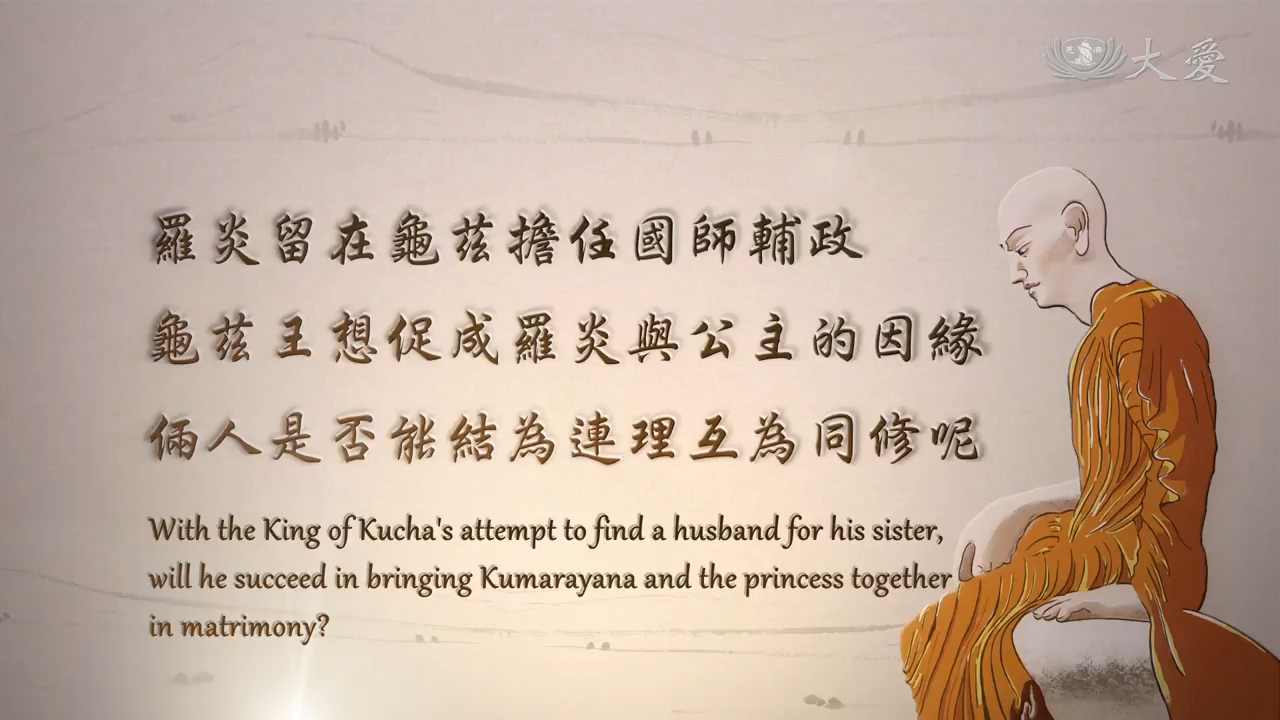 大愛
羅炎留在龜茲擔任國師輔政
龜茲王想促成羅炎與公主的因緣
倆人是否能結為連理互為同修呢
With the King of Kucha's attempt to find a husband for his sister,
will he succeed in bringing Kumarayana and the princess together
in matrimony?